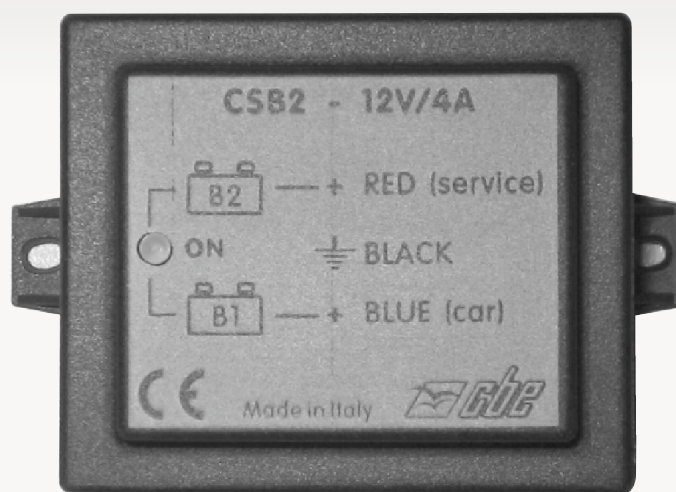 CSB2 - 12V/4A
B2 + RED (service)
ON BLACK
B1 + BLUE (car)
CE Made in Italy cbe